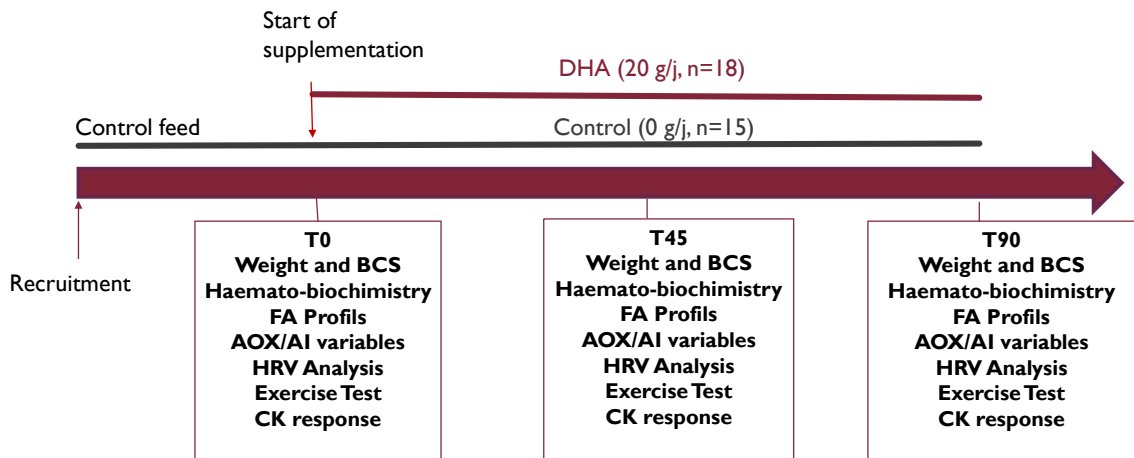 Start of
supplementation
DHA (20 g/j, n=18)
Control feed
Control (0 g/j, n=15)
Recruitment
T0
Weight and BCS
Haemato-biochimistry
FA Profils
AOX/AI variables
HRV Analysis
Exercise Test
CK response
T45
Weight and BCS
Haemato-biochimistry
FA Profils
AOX/AI variables
HRV Analysis
Exercise Test
CK response
T90
Weight and BCS
Haemato-biochimistry
FA Profils
AOX/AI variables
HRV Analysis
Exercise Test
CK response